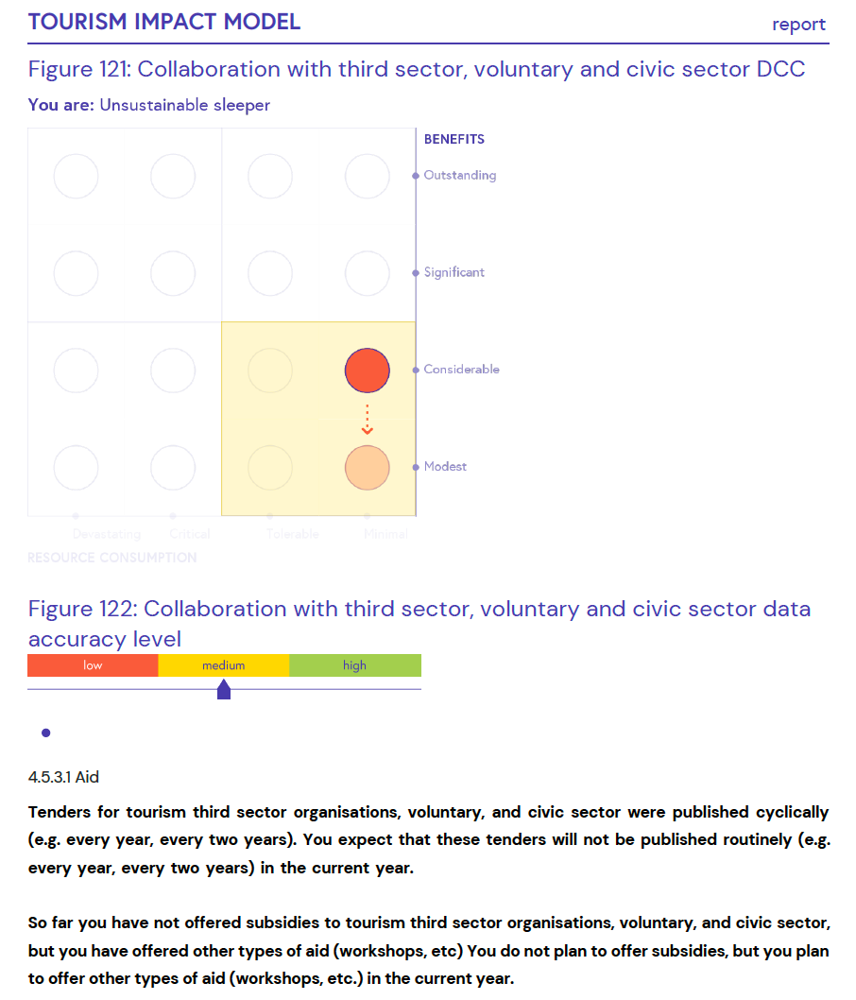 TOURISM IMPACT MODEL report
Figure 121: Collaboration with third sector, voluntary and civic sector DCC
You are: Unsustainable sleeper
BENEFITS
Outstanding
Significant
Considerable
Modest
Devastating Critical Tolerable Minimal
RESOURCE CONSUMPTION
Figure 122: Collaboration with third sector, voluntary and civic sector data
accuracy level
low medium high
4.5.3.1 Aid
Tenders for tourism third sector organisations, voluntary, and civic sector were published cyclically
(e.g. every year, every two years). You expect that these tenders will not be published routinely (e.g.
every year, every two years) in the current year.
So far you have not offered subsidies to tourism third sector organisations, voluntary, and civic sector,
but you have offered other types of aid (workshops, etc) You do not plan to offer subsidies, but you plan
to offer other types of aid (workshops, etc.) in the current year.